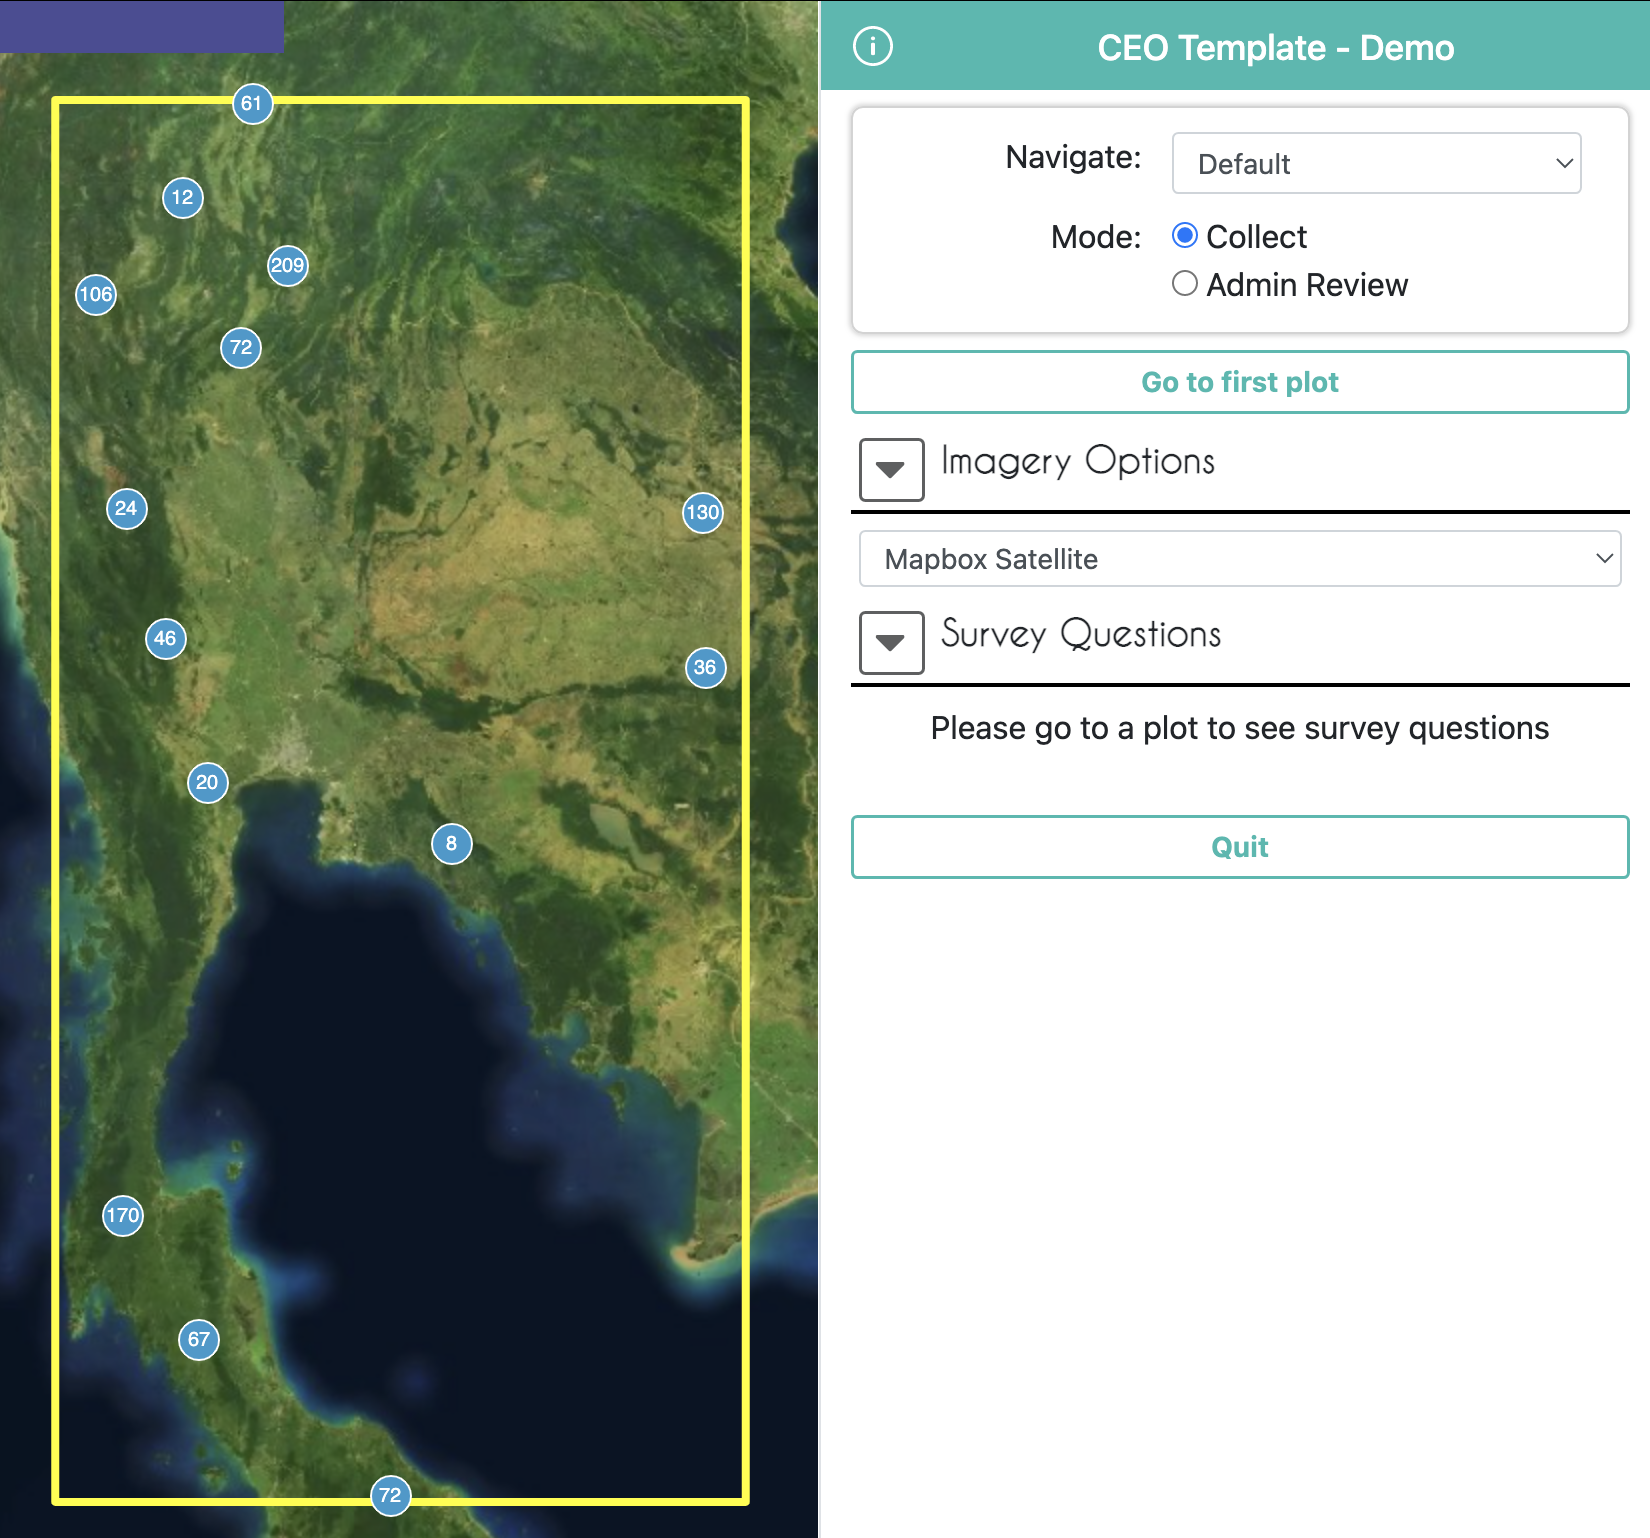 61
12
209
106
72
24
130
46
36
20
8
170
67
72
i
CEO Template - Demo
Navigate:
Default
Mode:
Collect
Admin Review
Go to first plot
Imagery Options
Mapbox Satellite
Survey Questions
Please go to a plot to see survey questions
Quit